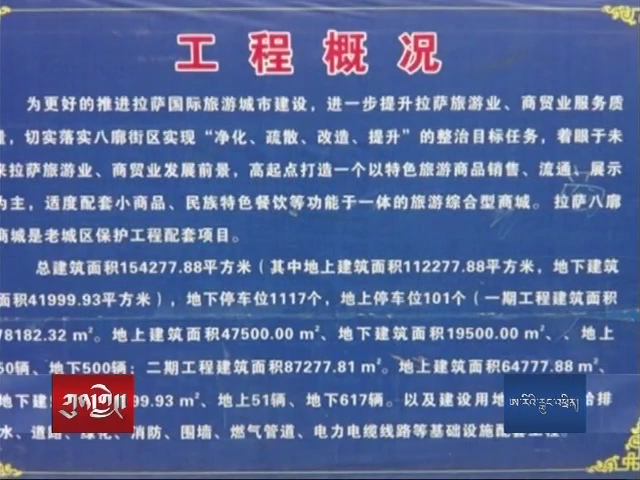 工程概况
为更好的推进拉萨国际旅游城市建设，进一步提升拉萨旅游业、商贸业服务质
量，切实落实八廓街区实现“净化、疏散、改造、提升”的整治目标任务，着眼于未
来拉萨旅游业、商贸业发展前景，高起点打造一个以特色旅游商品销售、流通、展示
为主，适度配套小商品、民族特色餐饮等功能于一体的旅游综合型商城。拉萨八廓
商城是老城区保护工程配套项目。
总建筑面积154277.88平方米（其中地上建筑面积112277.88平方米，地下建筑
面积41999.93平方米），地下停车位1117个，地上停车位101个（一期工程建筑面积
78182.32 m²。地上建筑面积47500.00 m²、地下建筑面积19500.00 m²、、地上
50辆、地下500辆；二期工程建筑面积87277.81 m²。地上建筑面积64777.88 m²、
地下建 99.93 m²、地上51辆、地下617辆。以及建设用地 给排
水、道路、绿化、消防、围墙、燃气管道、电力电缆线路等基础设施配套工程。
ཀུན་གླེང།
ཨ་རིའི་རླུང་འཕྲིན།